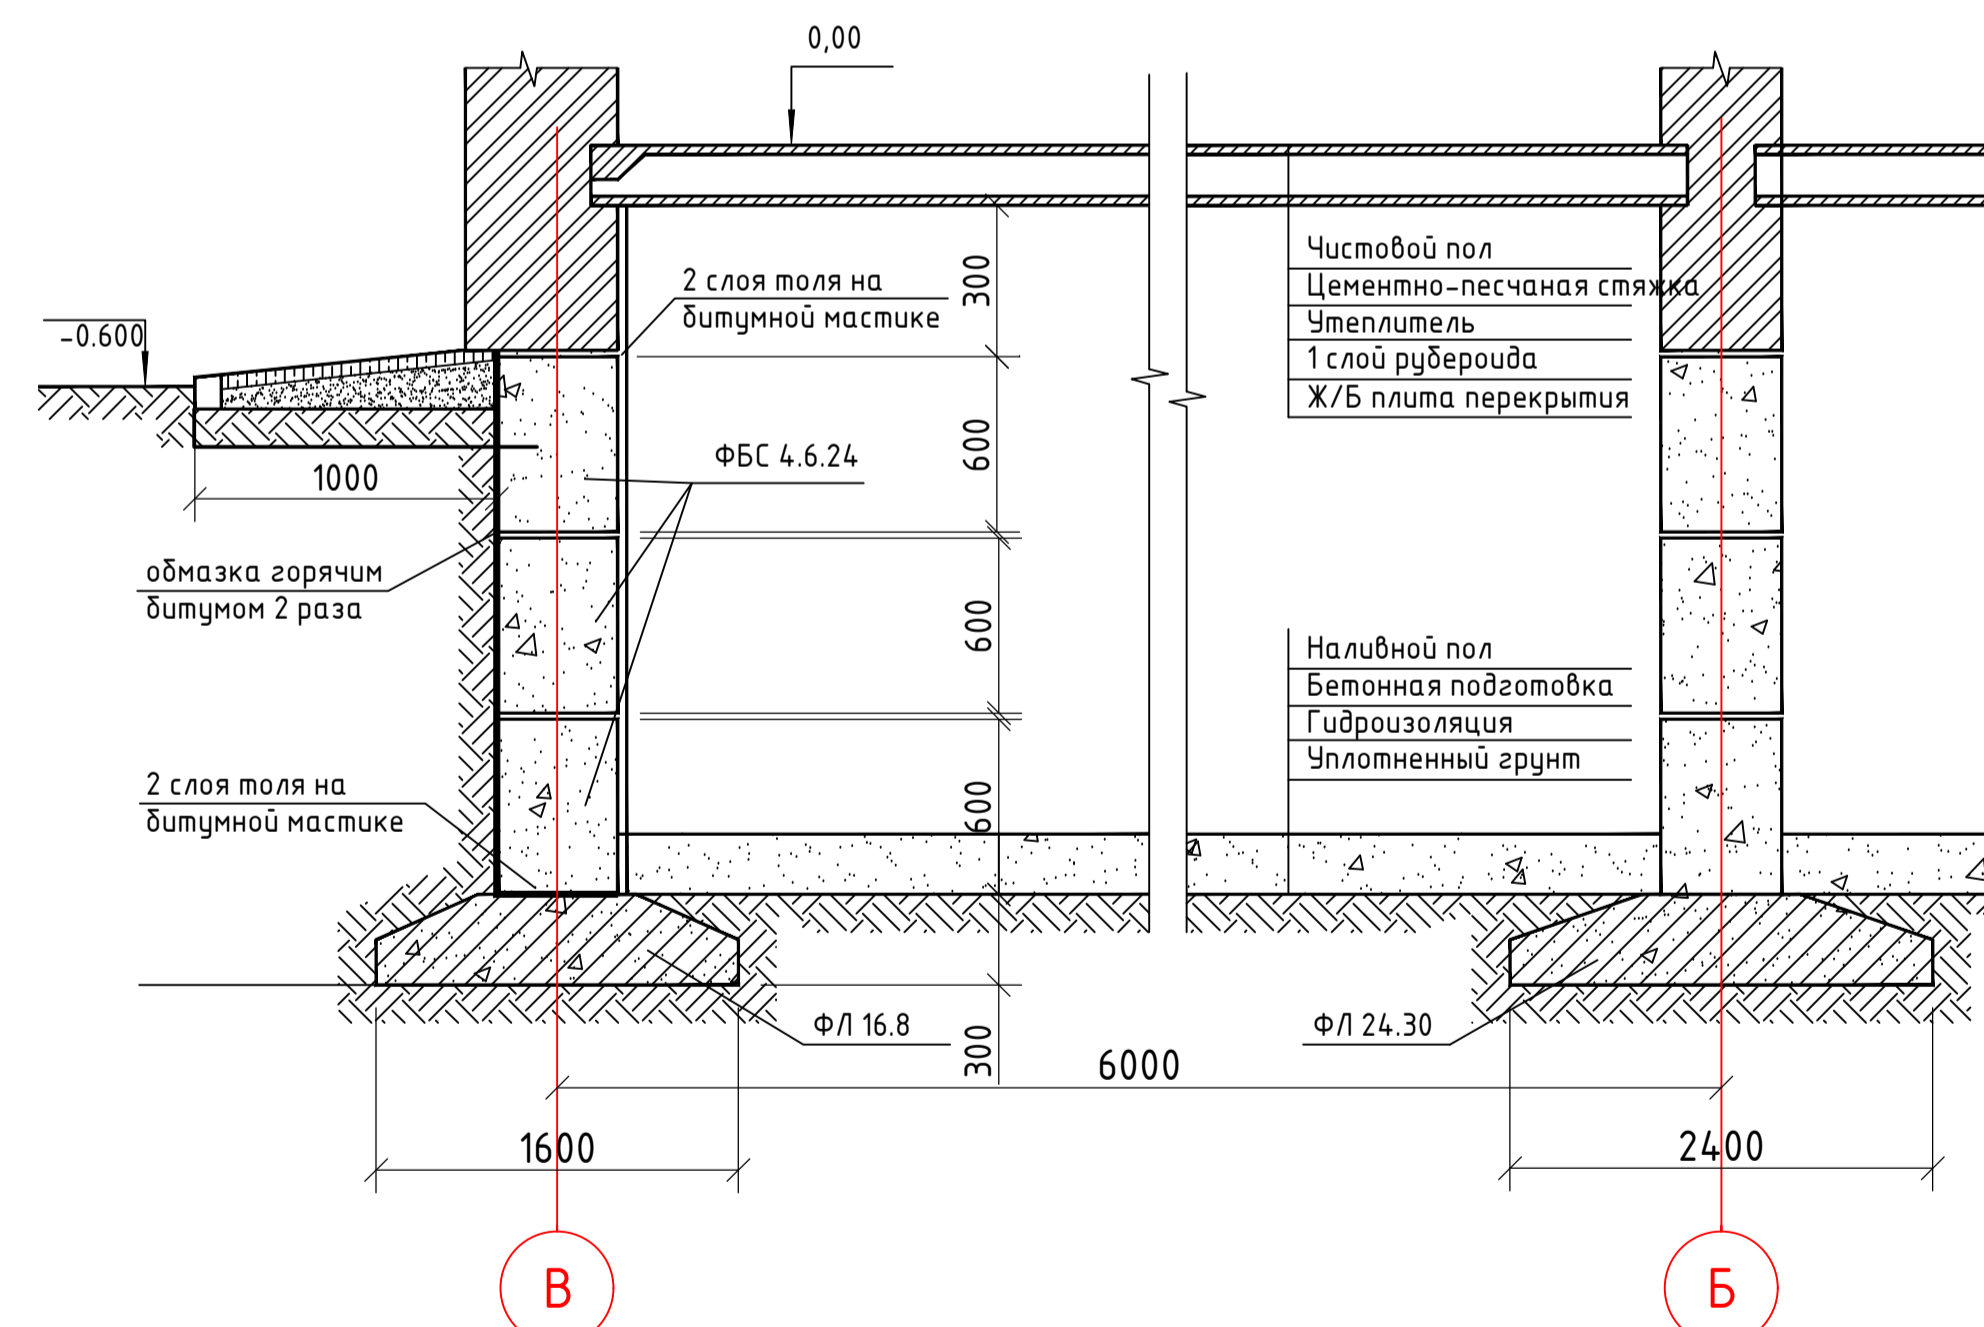 0,00
-0.600
2 слоя толя на
битумной мастике
300
Чистовой пол
Цементно-песчаная стяжка
Утеплитель
1 слой рубероида
Ж/Б плита перекрытия
600
ФБС 4.6.24
1000
обмазка горячим
битумом 2 раза
600
Наливной пол
Бетонная подготовка
Гидроизоляция
Уплотненный грунт
2 слоя толя на
битумной мастике
600
ФЛ 16.8
300
ФЛ 24.30
6000
1600
2400
В
Б